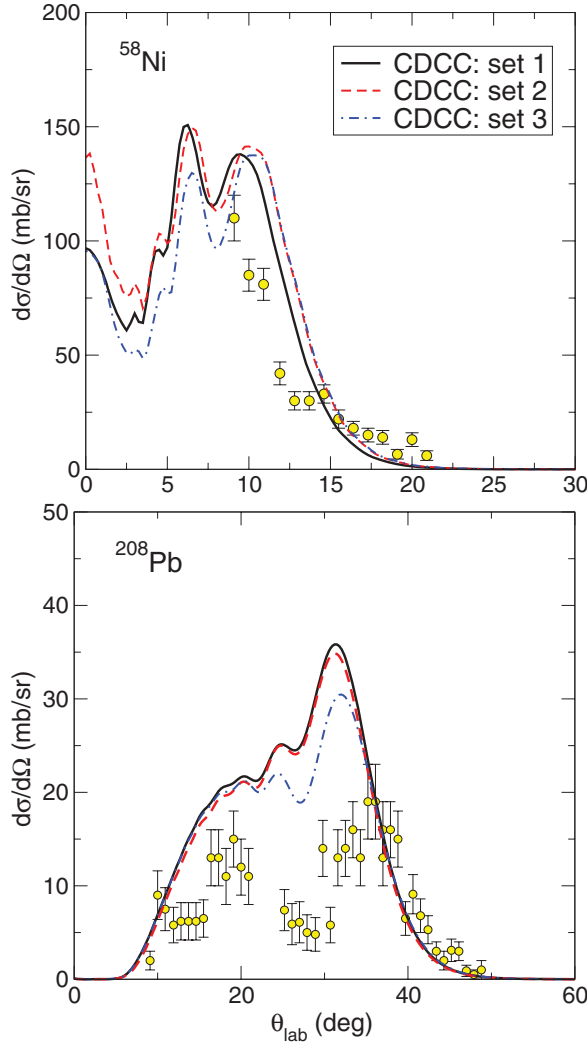 200
150
100
50
0
dσ/dΩ (mb/sr)
⁵⁸Ni
CDCC: set 1
CDCC: set 2
CDCC: set 3
0 5 10 15 20 25 30
50
40
30
20
10
0
dσ/dΩ (mb/sr)
²⁰⁸Pb
0 20 40 60
θlab (deg)